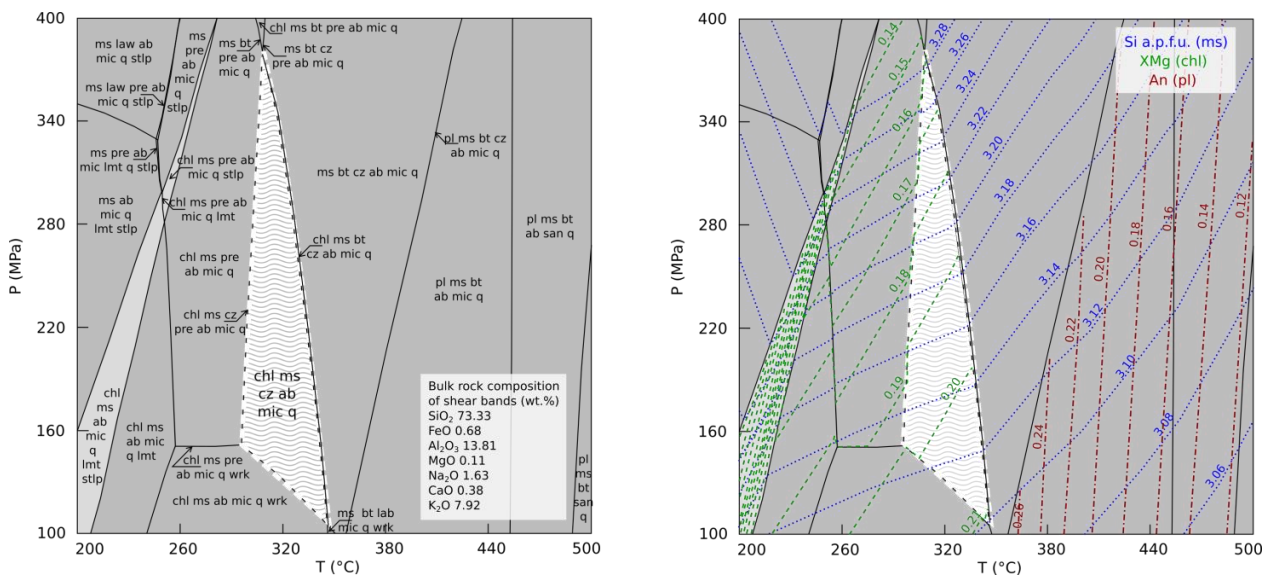 400
340
280
220
160
100
P (MPa)
200
260
320
380
440
500
T (°C)
ms law ab
mic q stlp
ms
pre
ab
mic
q
stlp
ms law pre ab
mic q stlp
ms pre ab
mic lmt q stlp
chl ms pre ab
mic q stlp
ms ab
mic q
lmt stlp
chl ms pre ab
mic q lmt
chl ms pre
ab mic q
chl ms cz
pre ab mic q
chl
ms
ab
mic
q
lmt
stlp
chl ms
ab mic
q lmt
chl ms pre
ab mic q wrk
chl ms ab mic q wrk
chl ms bt pre ab mic q
ms bt
pre ab
mic q
ms bt cz
pre ab mic q
ms bt cz ab mic q
chl ms bt
cz ab mic q
chl ms
cz ab
mic q
pl ms bt cz
ab mic q
pl ms bt
ab san q
pl ms bt
ab mic q
ms bt lab
mic q wrk
pl
ms
bt
san
q
Bulk rock composition
of shear bands (wt.%)
SiO₂ 73.33
FeO 0.68
Al₂O₃ 13.81
MgO 0.11
Na₂O 1.63
CaO 0.38
K₂O 7.92
400
340
280
220
160
100
P (MPa)
200
260
320
380
440
500
T (°C)
Si a.p.f.u. (ms)
XMg (chl)
An (pl)
0.14
0.15
0.16
0.17
0.18
0.19
0.20
0.21
3.28
3.26
3.24
3.22
3.20
3.18
3.16
3.14
3.12
3.10
3.08
3.06
0.26
0.24
0.22
0.20
0.18
0.16
0.14
0.12